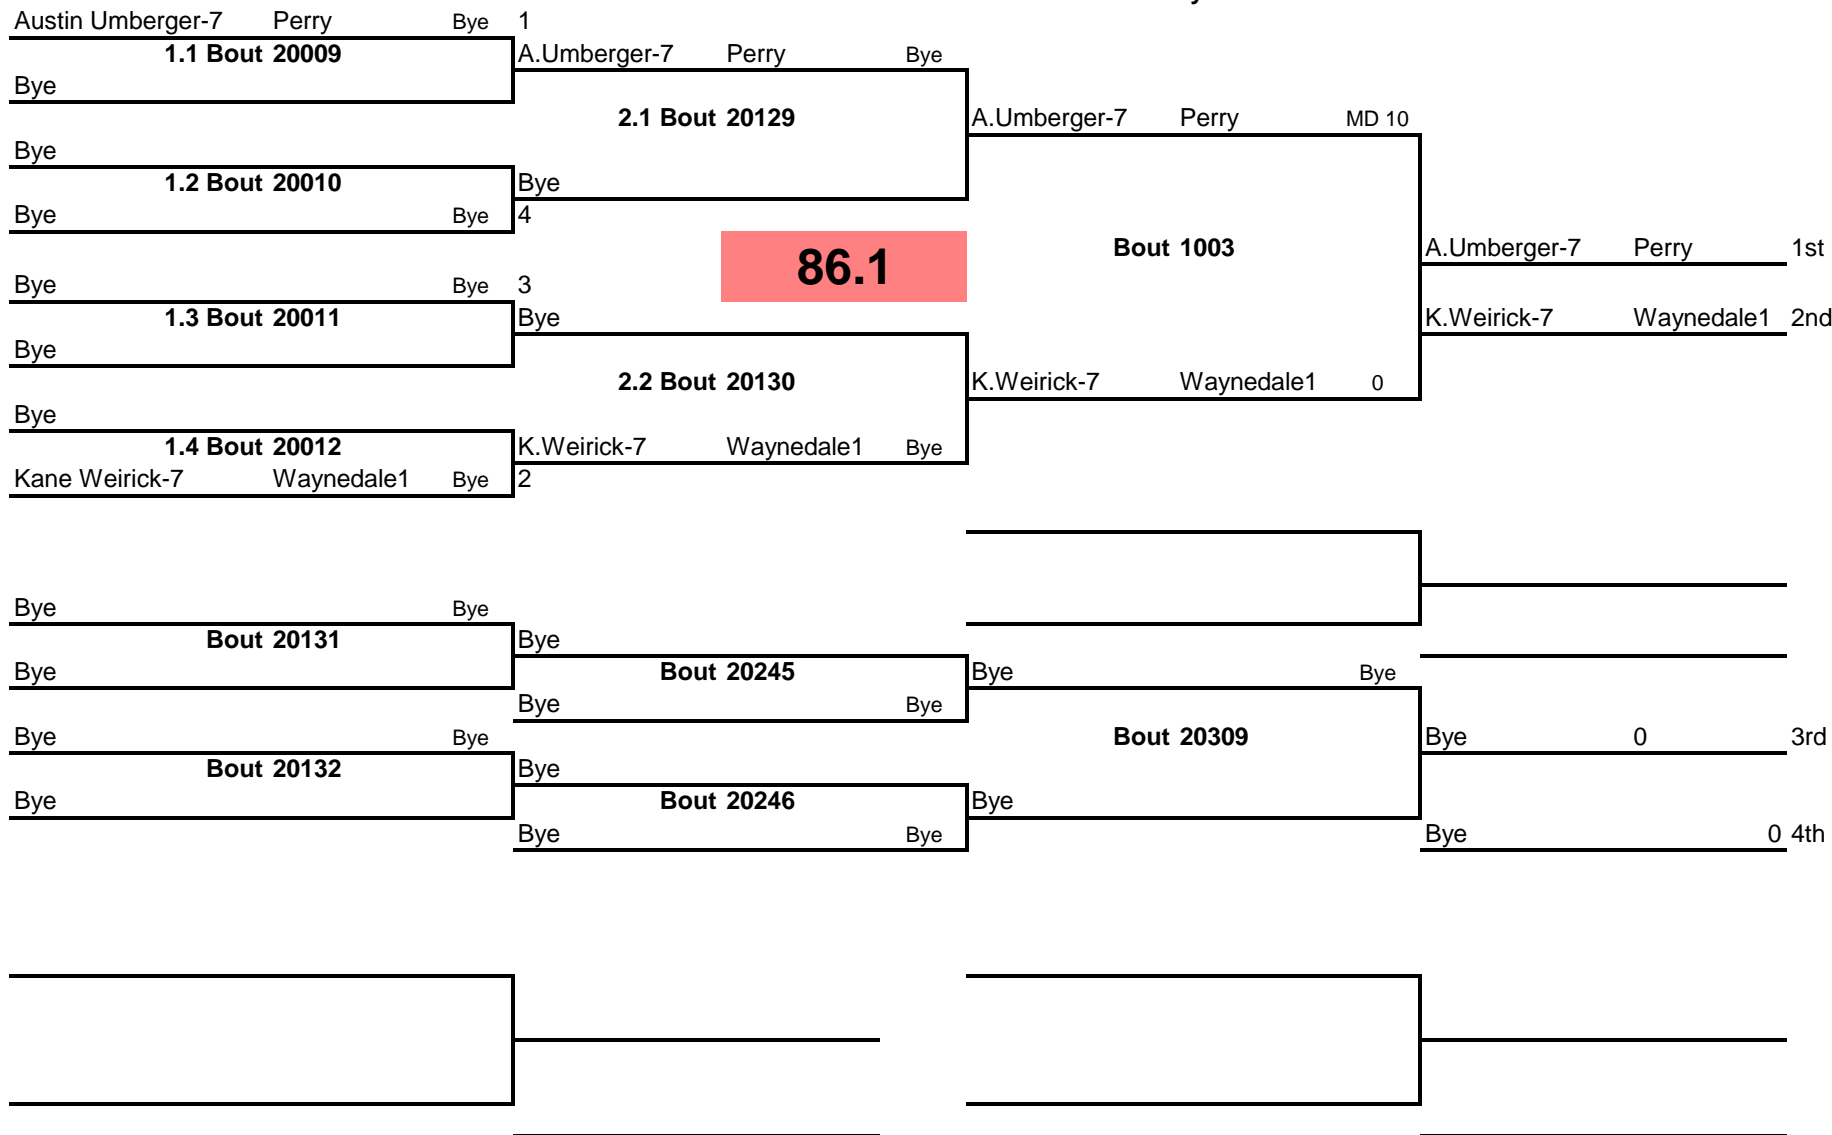 Austin Umberger-7 Perry Bye 1
1.1 Bout 20009 A.Umberger-7 Perry Bye
Bye
2.1 Bout 20129 A.Umberger-7 Perry MD 10
Bye
1.2 Bout 20010 Bye
Bye Bye 4
86.1 Bout 1003 A.Umberger-7 Perry 1st
Bye Bye 3
1.3 Bout 20011 Bye K.Weirick-7 Waynedale1 2nd
Bye
2.2 Bout 20130 K.Weirick-7 Waynedale1 0
Bye
1.4 Bout 20012 K.Weirick-7 Waynedale1 Bye
Kane Weirick-7 Waynedale1 Bye 2
Bye Bye
Bout 20131 Bye
Bye Bout 20245 Bye Bye
Bye Bye
Bye Bye Bout 20309 Bye 0 3rd
Bout 20132 Bye
Bye Bout 20246 Bye
Bye Bye Bye 0 4th